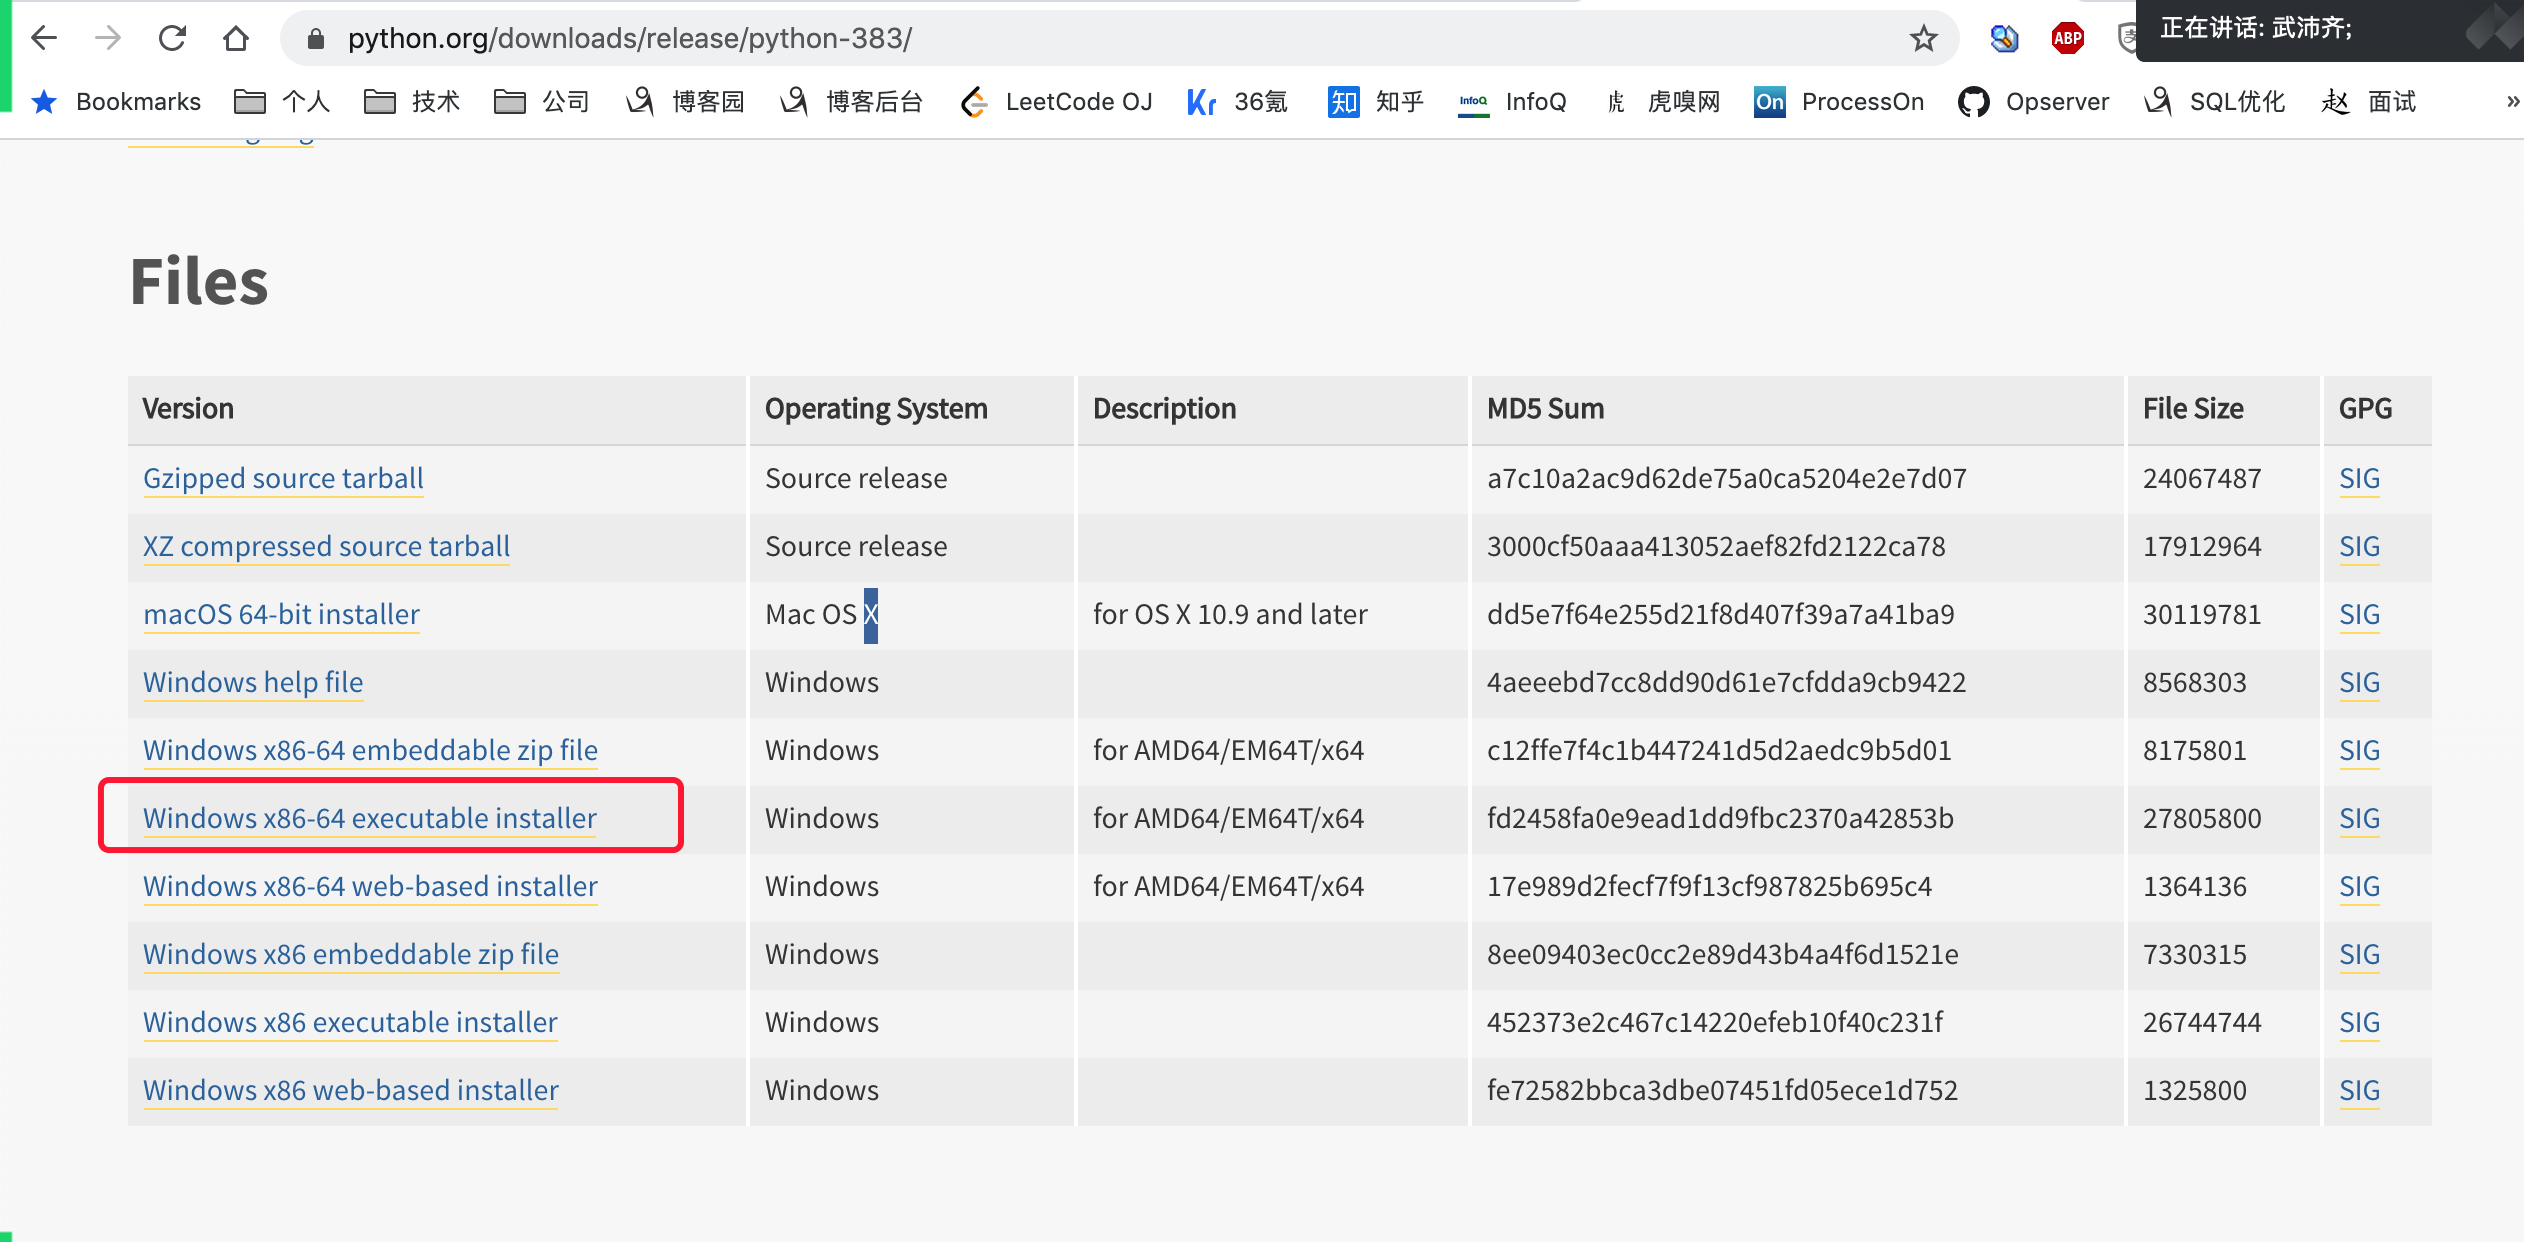 python.org/downloads/release/python-383/
ABP
正在讲话: 武沛齐;
Bookmarks 个人 技术 公司 博客园 博客后台 LeetCode OJ Kr 36氪 知 知乎 InfoQ InfoQ 虎 虎嗅网 On ProcessOn Opserver SQL优化 赵 面试 »
Files
Version Operating System Description MD5 Sum File Size GPG
Gzipped source tarball Source release a7c10a2ac9d62de75a0ca5204e2e7d07 24067487 SIG
XZ compressed source tarball Source release 3000cf50aaa413052aef82fd2122ca78 17912964 SIG
macOS 64-bit installer Mac OS X for OS X 10.9 and later dd5e7f64e255d21f8d407f39a7a41ba9 30119781 SIG
Windows help file Windows 4aeeebd7cc8dd90d61e7cfdda9cb9422 8568303 SIG
Windows x86-64 embeddable zip file Windows for AMD64/EM64T/x64 c12ffe7f4c1b447241d5d2aedc9b5d01 8175801 SIG
Windows x86-64 executable installer Windows for AMD64/EM64T/x64 fd2458fa0e9ead1dd9fbc2370a42853b 27805800 SIG
Windows x86-64 web-based installer Windows for AMD64/EM64T/x64 17e989d2fecf7f9f13cf987825b695c4 1364136 SIG
Windows x86 embeddable zip file Windows 8ee09403ec0cc2e89d43b4a4f6d1521e 7330315 SIG
Windows x86 executable installer Windows 452373e2c467c14220efeb10f40c231f 26744744 SIG
Windows x86 web-based installer Windows fe72582bbca3dbe07451fd05ece1d752 1325800 SIG